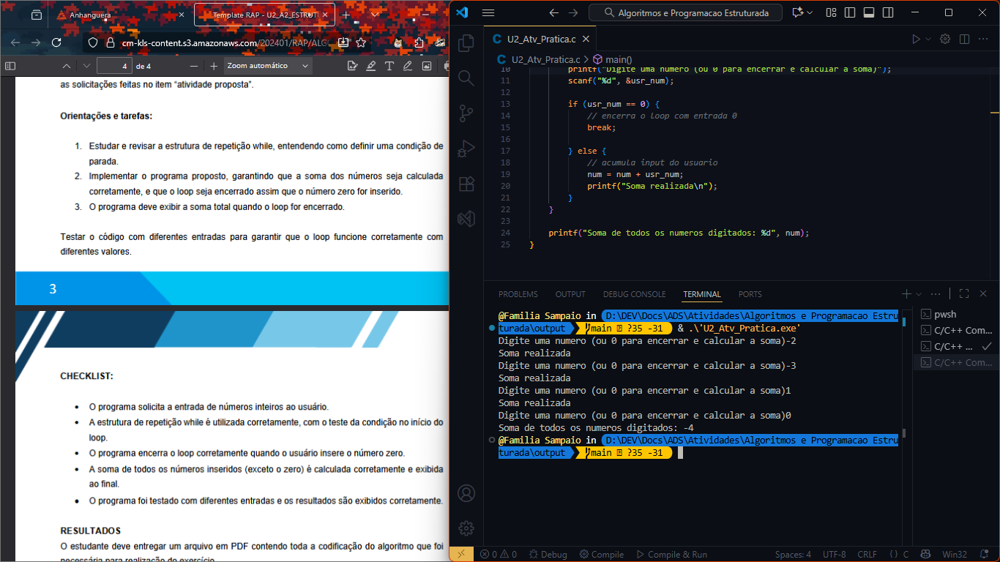 Anhanguera
Template RAP - U2_A2_ESTRUT
cm-kls-content.s3.amazonaws.com/202401/RAP/ALG
4 de 4
Zoom automático
as solicitações feitas no item “atividade proposta”.
Orientações e tarefas:
1. Estudar e revisar a estrutura de repetição while, entendendo como definir uma condição de
parada.
2. Implementar o programa proposto, garantindo que a soma dos números seja calculada
corretamente, e que o loop seja encerrado assim que o número zero for inserido.
3. O programa deve exibir a soma total quando o loop for encerrado.
Testar o código com diferentes entradas para garantir que o loop funcione corretamente com
diferentes valores.
3
CHECKLIST:
• O programa solicita a entrada de números inteiros ao usuário.
• A estrutura de repetição while é utilizada corretamente, com o teste da condição no início do
loop.
• O programa encerra o loop corretamente quando o usuário insere o número zero.
• A soma de todos os números inseridos (exceto o zero) é calculada corretamente e exibida
ao final.
• O programa foi testado com diferentes entradas e os resultados são exibidos corretamente.
RESULTADOS
O estudante deve entregar um arquivo em PDF contendo toda a codificação do algoritmo que foi
necessária para realização do exercício.
Algoritmos e Programacao Estruturada
C U2_Atv_Pratica.c
C U2_Atv_Pratica.c > main()
10 printf("Digite uma numero (ou 0 para encerrar e calcular a soma)");
11 scanf("%d", &usr_num);
12
13 if (usr_num == 0) {
14 // encerra o loop com entrada 0
15 break;
16
17 } else {
18 // acumula input do usuario
19 num = num + usr_num;
20 printf("Soma realizada\n");
21 }
22 }
23
24 printf("Soma de todos os numeros digitados: %d", num);
25 }
PROBLEMS OUTPUT DEBUG CONSOLE TERMINAL PORTS
@Familia Sampaio in D:\DEV\Docs\ADS\Atividades\Algoritmos e Programacao Estru
turada\output main ?35 -31 & .\'U2_Atv_Pratica.exe'
Digite uma numero (ou 0 para encerrar e calcular a soma)-2
Soma realizada
Digite uma numero (ou 0 para encerrar e calcular a soma)-3
Soma realizada
Digite uma numero (ou 0 para encerrar e calcular a soma)1
Soma realizada
Digite uma numero (ou 0 para encerrar e calcular a soma)0
Soma de todos os numeros digitados: -4
@Familia Sampaio in D:\DEV\Docs\ADS\Atividades\Algoritmos e Programacao Estru
turada\output main ?35 -31
pwsh
C/C++ Com...
C/C++ ...
C/C++ Com...
0 0 Debug Compile Compile & Run Spaces: 4 UTF-8 CRLF { } C Win32